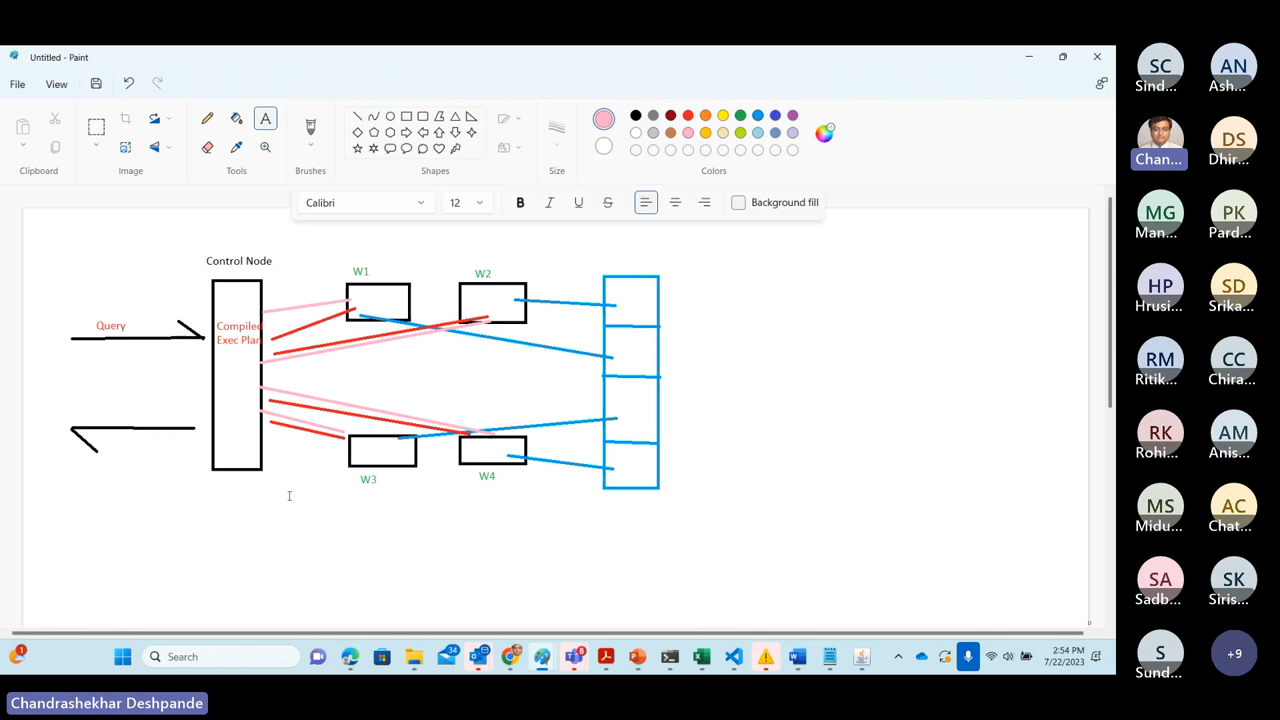 Untitled - Paint
File
View
Clipboard
Image
Tools
Brushes
Shapes
Size
Colors
Calibri
12
B
I
U
S
Background fill
Control Node
W1
W2
Query
Compiled
Exec Plan
W3
W4
SC
Sind...
AN
Ash...
Chan...
DS
Dhir...
MG
Man...
PK
Pard...
HP
Hrusi...
SD
Srika...
RM
Ritik...
CC
Chira...
RK
Rohi...
AM
Anis...
MS
Midu...
AC
Chat...
SA
Sadb...
SK
Siris...
S
Sund...
+9
1
Search
34
8
2:54 PM
7/22/2023
Chandrashekhar Deshpande